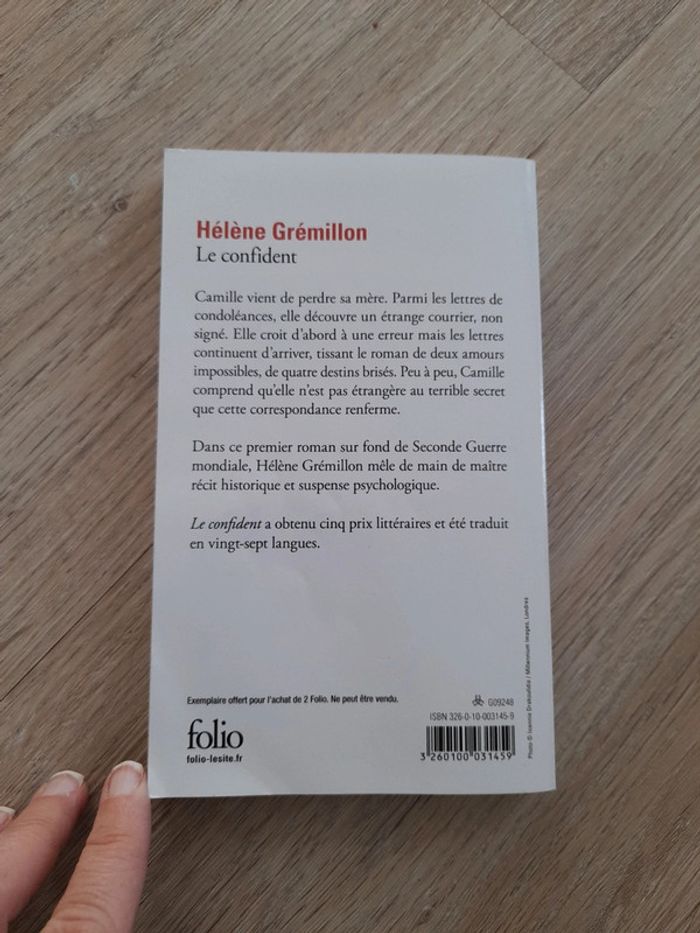 Hélène Grémillon
Le confident
Camille vient de perdre sa mère. Parmi les lettres de
condoléances, elle découvre un étrange courrier, non
signé. Elle croit d'abord à une erreur mais les lettres
continuent d'arriver, tissant le roman de deux amours
impossibles, de quatre destins brisés. Peu à peu, Camille
comprend qu'elle n'est pas étrangère au terrible secret
que cette correspondance renferme.
Dans ce premier roman sur fond de Seconde Guerre
mondiale, Hélène Grémillon mêle de main de maître
récit historique et suspense psychologique.
Le confident a obtenu cinq prix littéraires et été traduit
en vingt-sept langues.
Exemplaire offert pour l'achat de 2 Folio. Ne peut être vendu.
folio
folio-lesite.fr
G09248
ISBN 326-0-10-003145-9
3 260100 031459
Photo © Ioannis Drakoulidis / Millennium Images, Londres